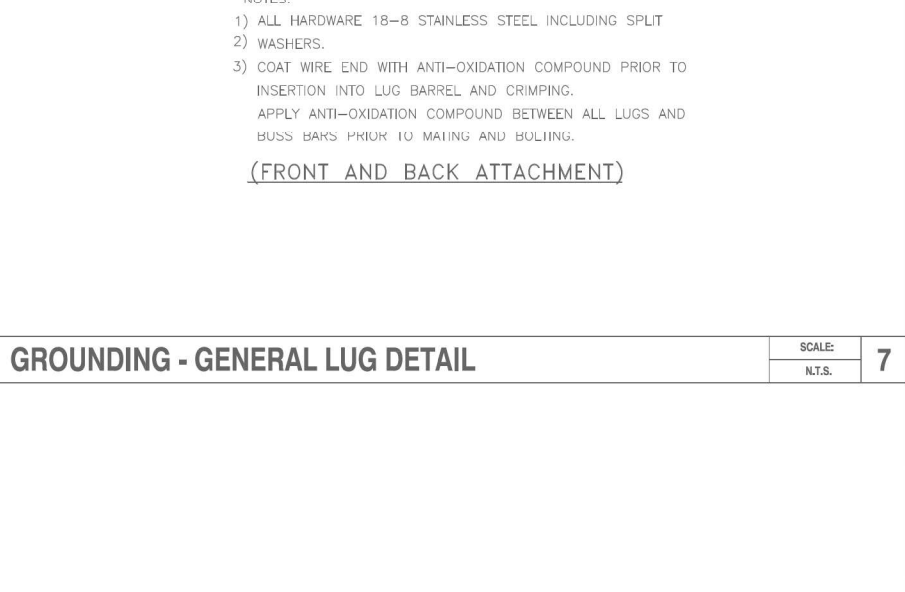 NOTES:
1) ALL HARDWARE 18-8 STAINLESS STEEL INCLUDING SPLIT
2) WASHERS.
3) COAT WIRE END WITH ANTI-OXIDATION COMPOUND PRIOR TO
INSERTION INTO LUG BARREL AND CRIMPING.
APPLY ANTI-OXIDATION COMPOUND BETWEEN ALL LUGS AND
BUSS BARS PRIOR TO MATING AND BOLTING.
(FRONT AND BACK ATTACHMENT)
GROUNDING - GENERAL LUG DETAIL
SCALE:
N.T.S.
7